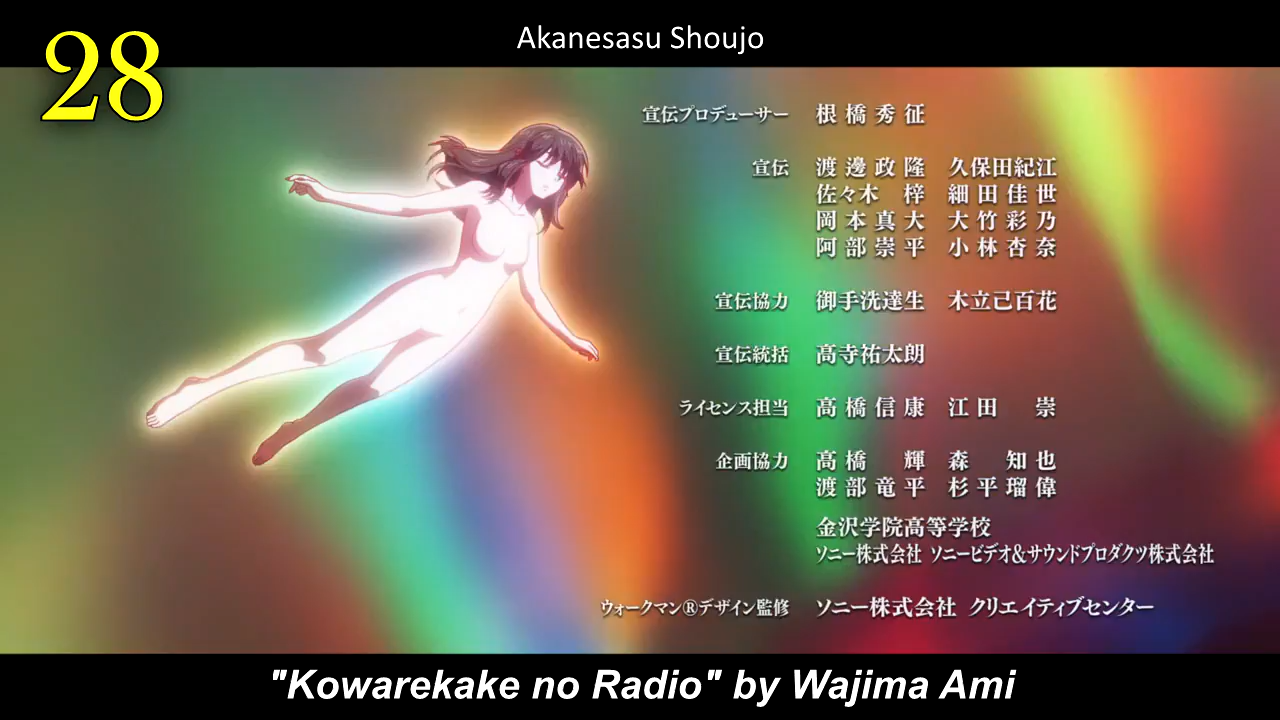 Akanesasu Shoujo
28
宣伝プロデューサー 根橋秀征
宣伝 渡邊政隆 久保田紀江
佐々木 梓 細田佳世
岡本真大 大竹彩乃
阿部崇平 小林杏奈
宣伝協力 御手洗達生 木立己百花
宣伝統括 高寺祐太朗
ライセンス担当 高橋信康 江田 崇
企画協力 高橋 輝 森 知也
渡部竜平 杉平瑠偉
金沢学院高等学校
ソニー株式会社 ソニービデオ&サウンドプロダクツ株式会社
ウォークマン®デザイン監修 ソニー株式会社 クリエイティブセンター
"Kowarekake no Radio" by Wajima Ami